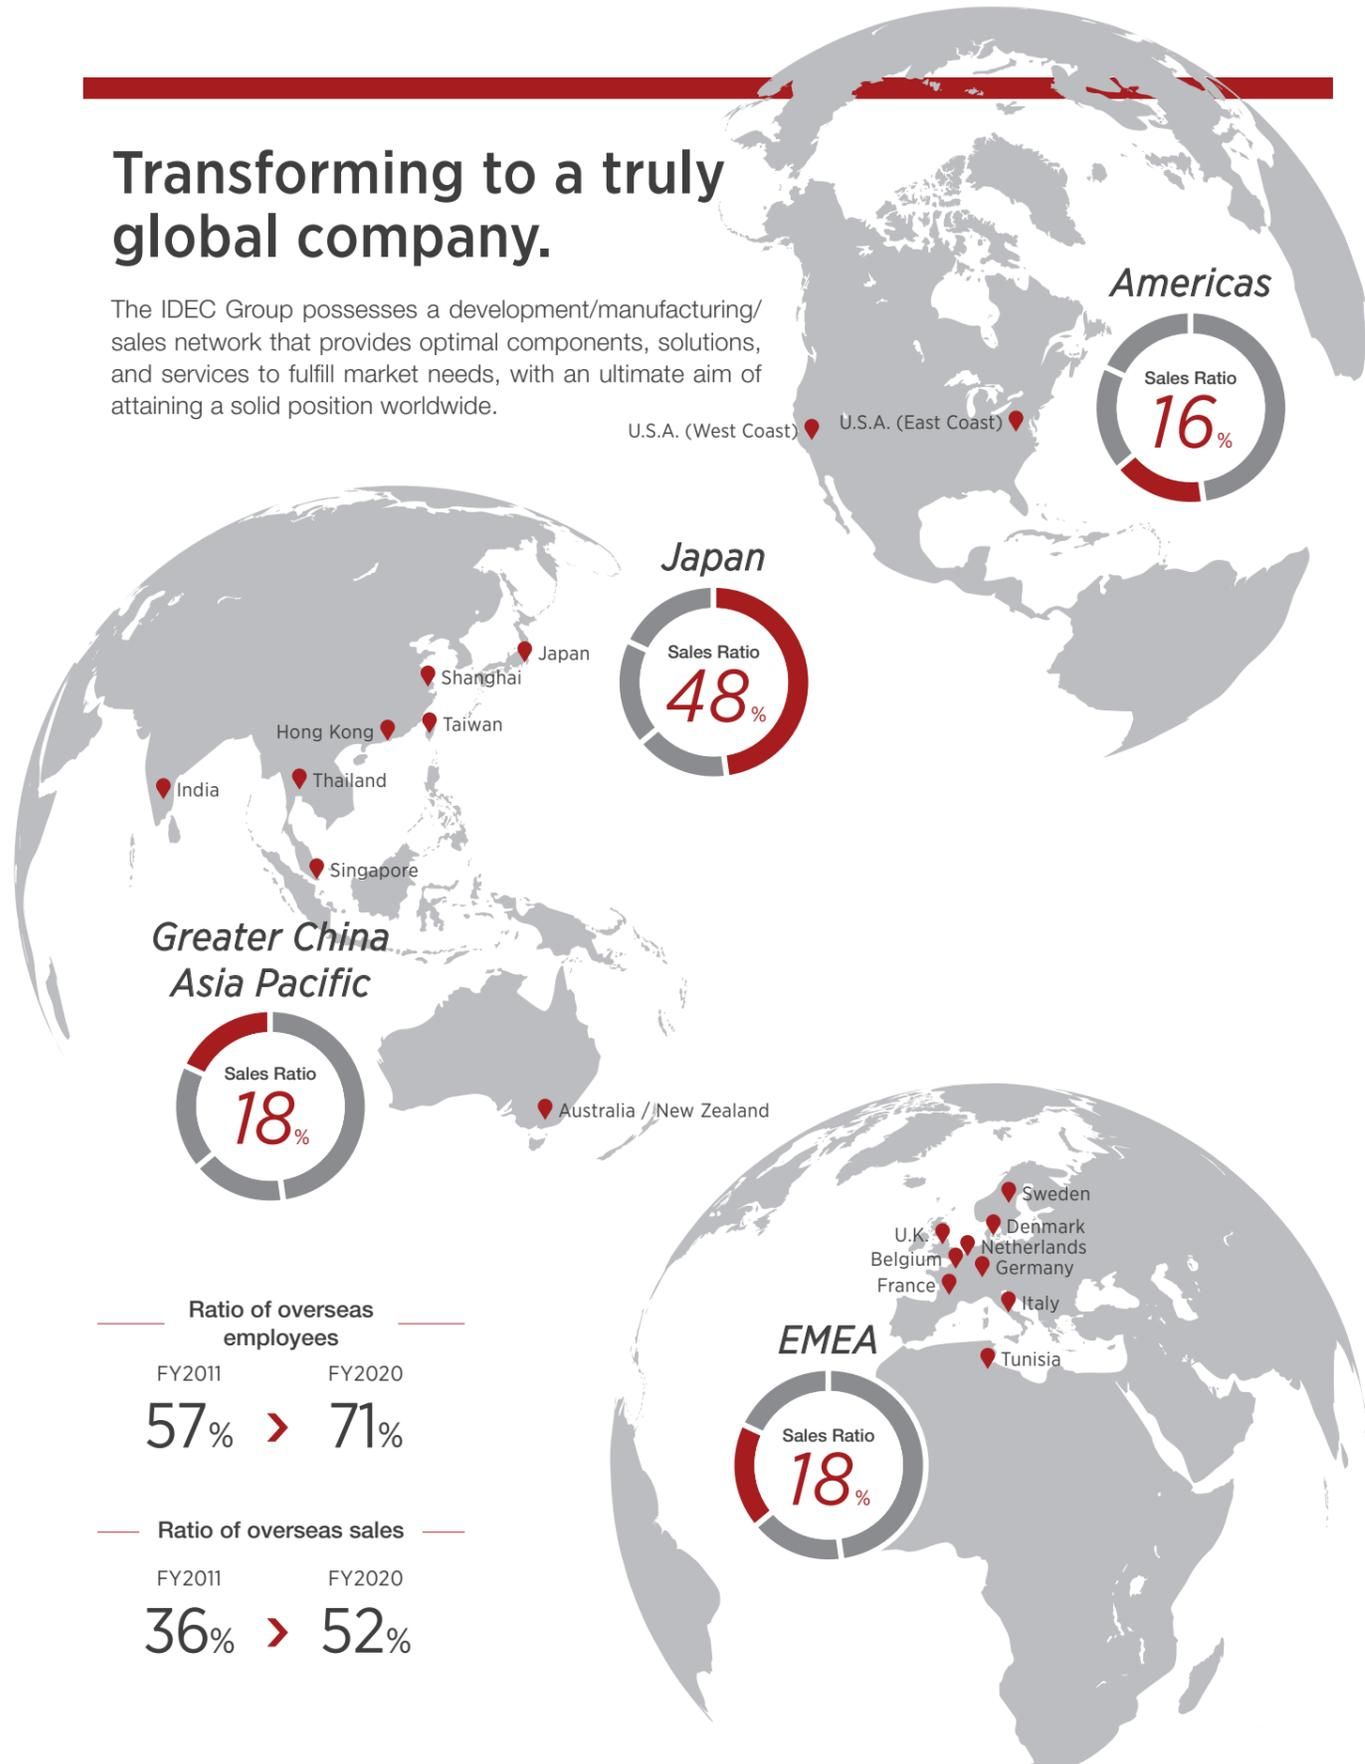 Transforming to a truly
global company.
The IDEC Group possesses a development/manufacturing/
sales network that provides optimal components, solutions,
and services to fulfill market needs, with an ultimate aim of
attaining a solid position worldwide.
Americas
Sales Ratio
16%
U.S.A. (West Coast)
U.S.A. (East Coast)
Japan
Sales Ratio
48%
Japan
Shanghai
Taiwan
Hong Kong
Thailand
India
Singapore
Greater China
Asia Pacific
Sales Ratio
18%
Australia / New Zealand
Sweden
Denmark
U.K.
Netherlands
Belgium
Germany
France
Italy
Tunisia
EMEA
Sales Ratio
18%
Ratio of overseas
employees
FY2011 FY2020
57% > 71%
Ratio of overseas sales
FY2011 FY2020
36% > 52%